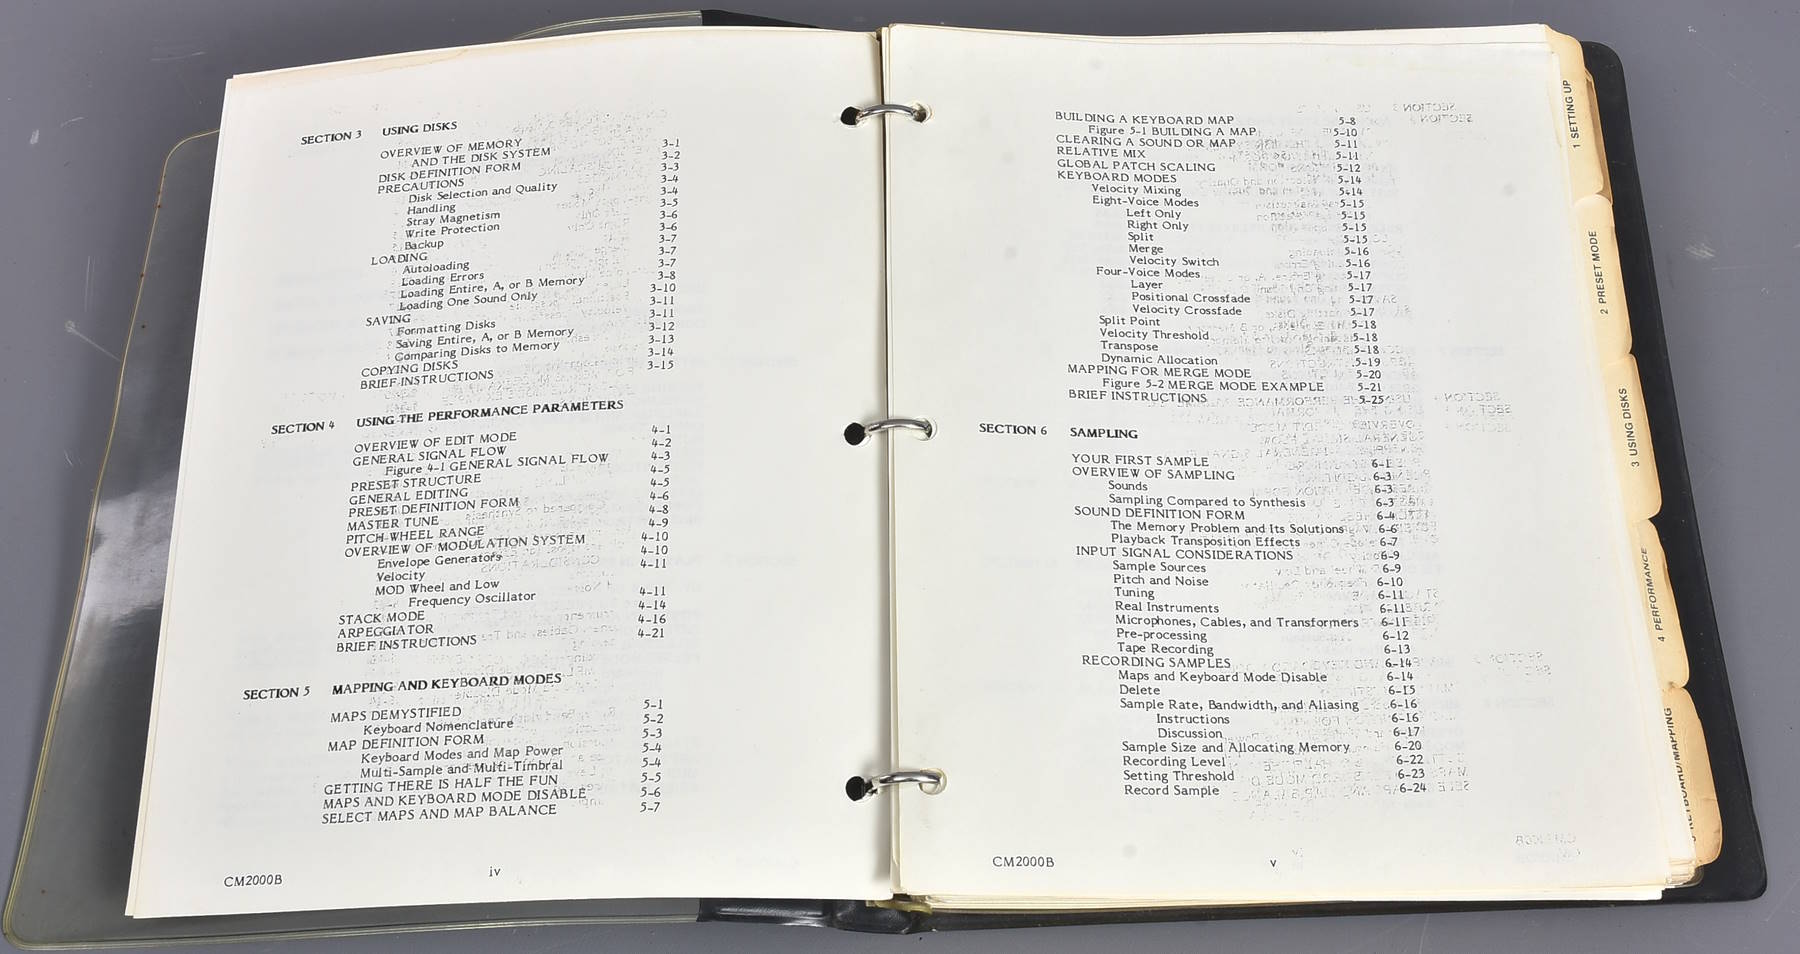 SECTION 3 USING DISKS
OVERVIEW OF MEMORY
AND THE DISK SYSTEM 3-1
DISK DEFINITION FORM 3-2
PRECAUTIONS 3-3
Disk Selection and Quality 3-4
Handling 3-4
Stray Magnetism 3-5
Write Protection 3-6
Backup 3-6
LOADING 3-7
Autoloading 3-7
Loading Errors 3-7
Loading Entire, A, or B Memory 3-8
Loading One Sound Only 3-10
SAVING 3-11
Formatting Disks 3-11
Saving Entire, A, or B Memory 3-12
Comparing Disks to Memory 3-13
COPYING DISKS 3-14
BRIEF INSTRUCTIONS 3-15
SECTION 4 USING THE PERFORMANCE PARAMETERS
OVERVIEW OF EDIT MODE 4-1
GENERAL SIGNAL FLOW 4-2
Figure 4-1 GENERAL SIGNAL FLOW 4-3
PRESET STRUCTURE 4-5
GENERAL EDITING 4-5
PRESET DEFINITION FORM 4-6
MASTER TUNE 4-8
PITCH WHEEL RANGE 4-9
OVERVIEW OF MODULATION SYSTEM 4-10
Envelope Generators 4-10
Velocity 4-11
MOD Wheel and Low
Frequency Oscillator 4-11
STACK MODE 4-14
ARPEGGIATOR 4-16
BRIEF INSTRUCTIONS 4-21
SECTION 5 MAPPING AND KEYBOARD MODES
MAPS DEMYSTIFIED 5-1
Keyboard Nomenclature 5-2
MAP DEFINITION FORM 5-3
Keyboard Modes and Map Power 5-4
Multi-Sample and Multi-Timbral 5-4
GETTING THERE IS HALF THE FUN 5-5
MAPS AND KEYBOARD MODE DISABLE 5-6
SELECT MAPS AND MAP BALANCE 5-7
CM2000B iv
BUILDING A KEYBOARD MAP 5-8
Figure 5-1 BUILDING A MAP 5-10
CLEARING A SOUND OR MAP 5-11
RELATIVE MIX 5-11
GLOBAL PATCH SCALING 5-12
KEYBOARD MODES 5-14
Velocity Mixing 5-14
Eight-Voice Modes 5-15
Left Only 5-15
Right Only 5-15
Split 5-15
Merge 5-16
Velocity Switch 5-16
Four-Voice Modes 5-17
Layer 5-17
Positional Crossfade 5-17
Velocity Crossfade 5-17
Split Point 5-18
Velocity Threshold 5-18
Transpose 5-18
Dynamic Allocation 5-19
MAPPING FOR MERGE MODE 5-20
Figure 5-2 MERGE MODE EXAMPLE 5-21
BRIEF INSTRUCTIONS 5-25
SECTION 6 SAMPLING
YOUR FIRST SAMPLE 6-1
OVERVIEW OF SAMPLING 6-3
Sounds 6-3
Sampling Compared to Synthesis 6-3
SOUND DEFINITION FORM 6-4
The Memory Problem and Its Solutions 6-6
Playback Transposition Effects 6-7
INPUT SIGNAL CONSIDERATIONS 6-9
Sample Sources 6-9
Pitch and Noise 6-10
Tuning 6-11
Real Instruments 6-11
Microphones, Cables, and Transformers 6-11
Pre-processing 6-12
Tape Recording 6-13
RECORDING SAMPLES 6-14
Maps and Keyboard Mode Disable 6-14
Delete 6-15
Sample Rate, Bandwidth, and Aliasing 6-16
Instructions 6-16
Discussion 6-17
Sample Size and Allocating Memory 6-20
Recording Level 6-22
Setting Threshold 6-23
Record Sample 6-24
CM2000B v
1 SETTING UP
2 PRESET MODE
3 USING DISKS
4 PERFORMANCE
KEYBOARD/MAPPING